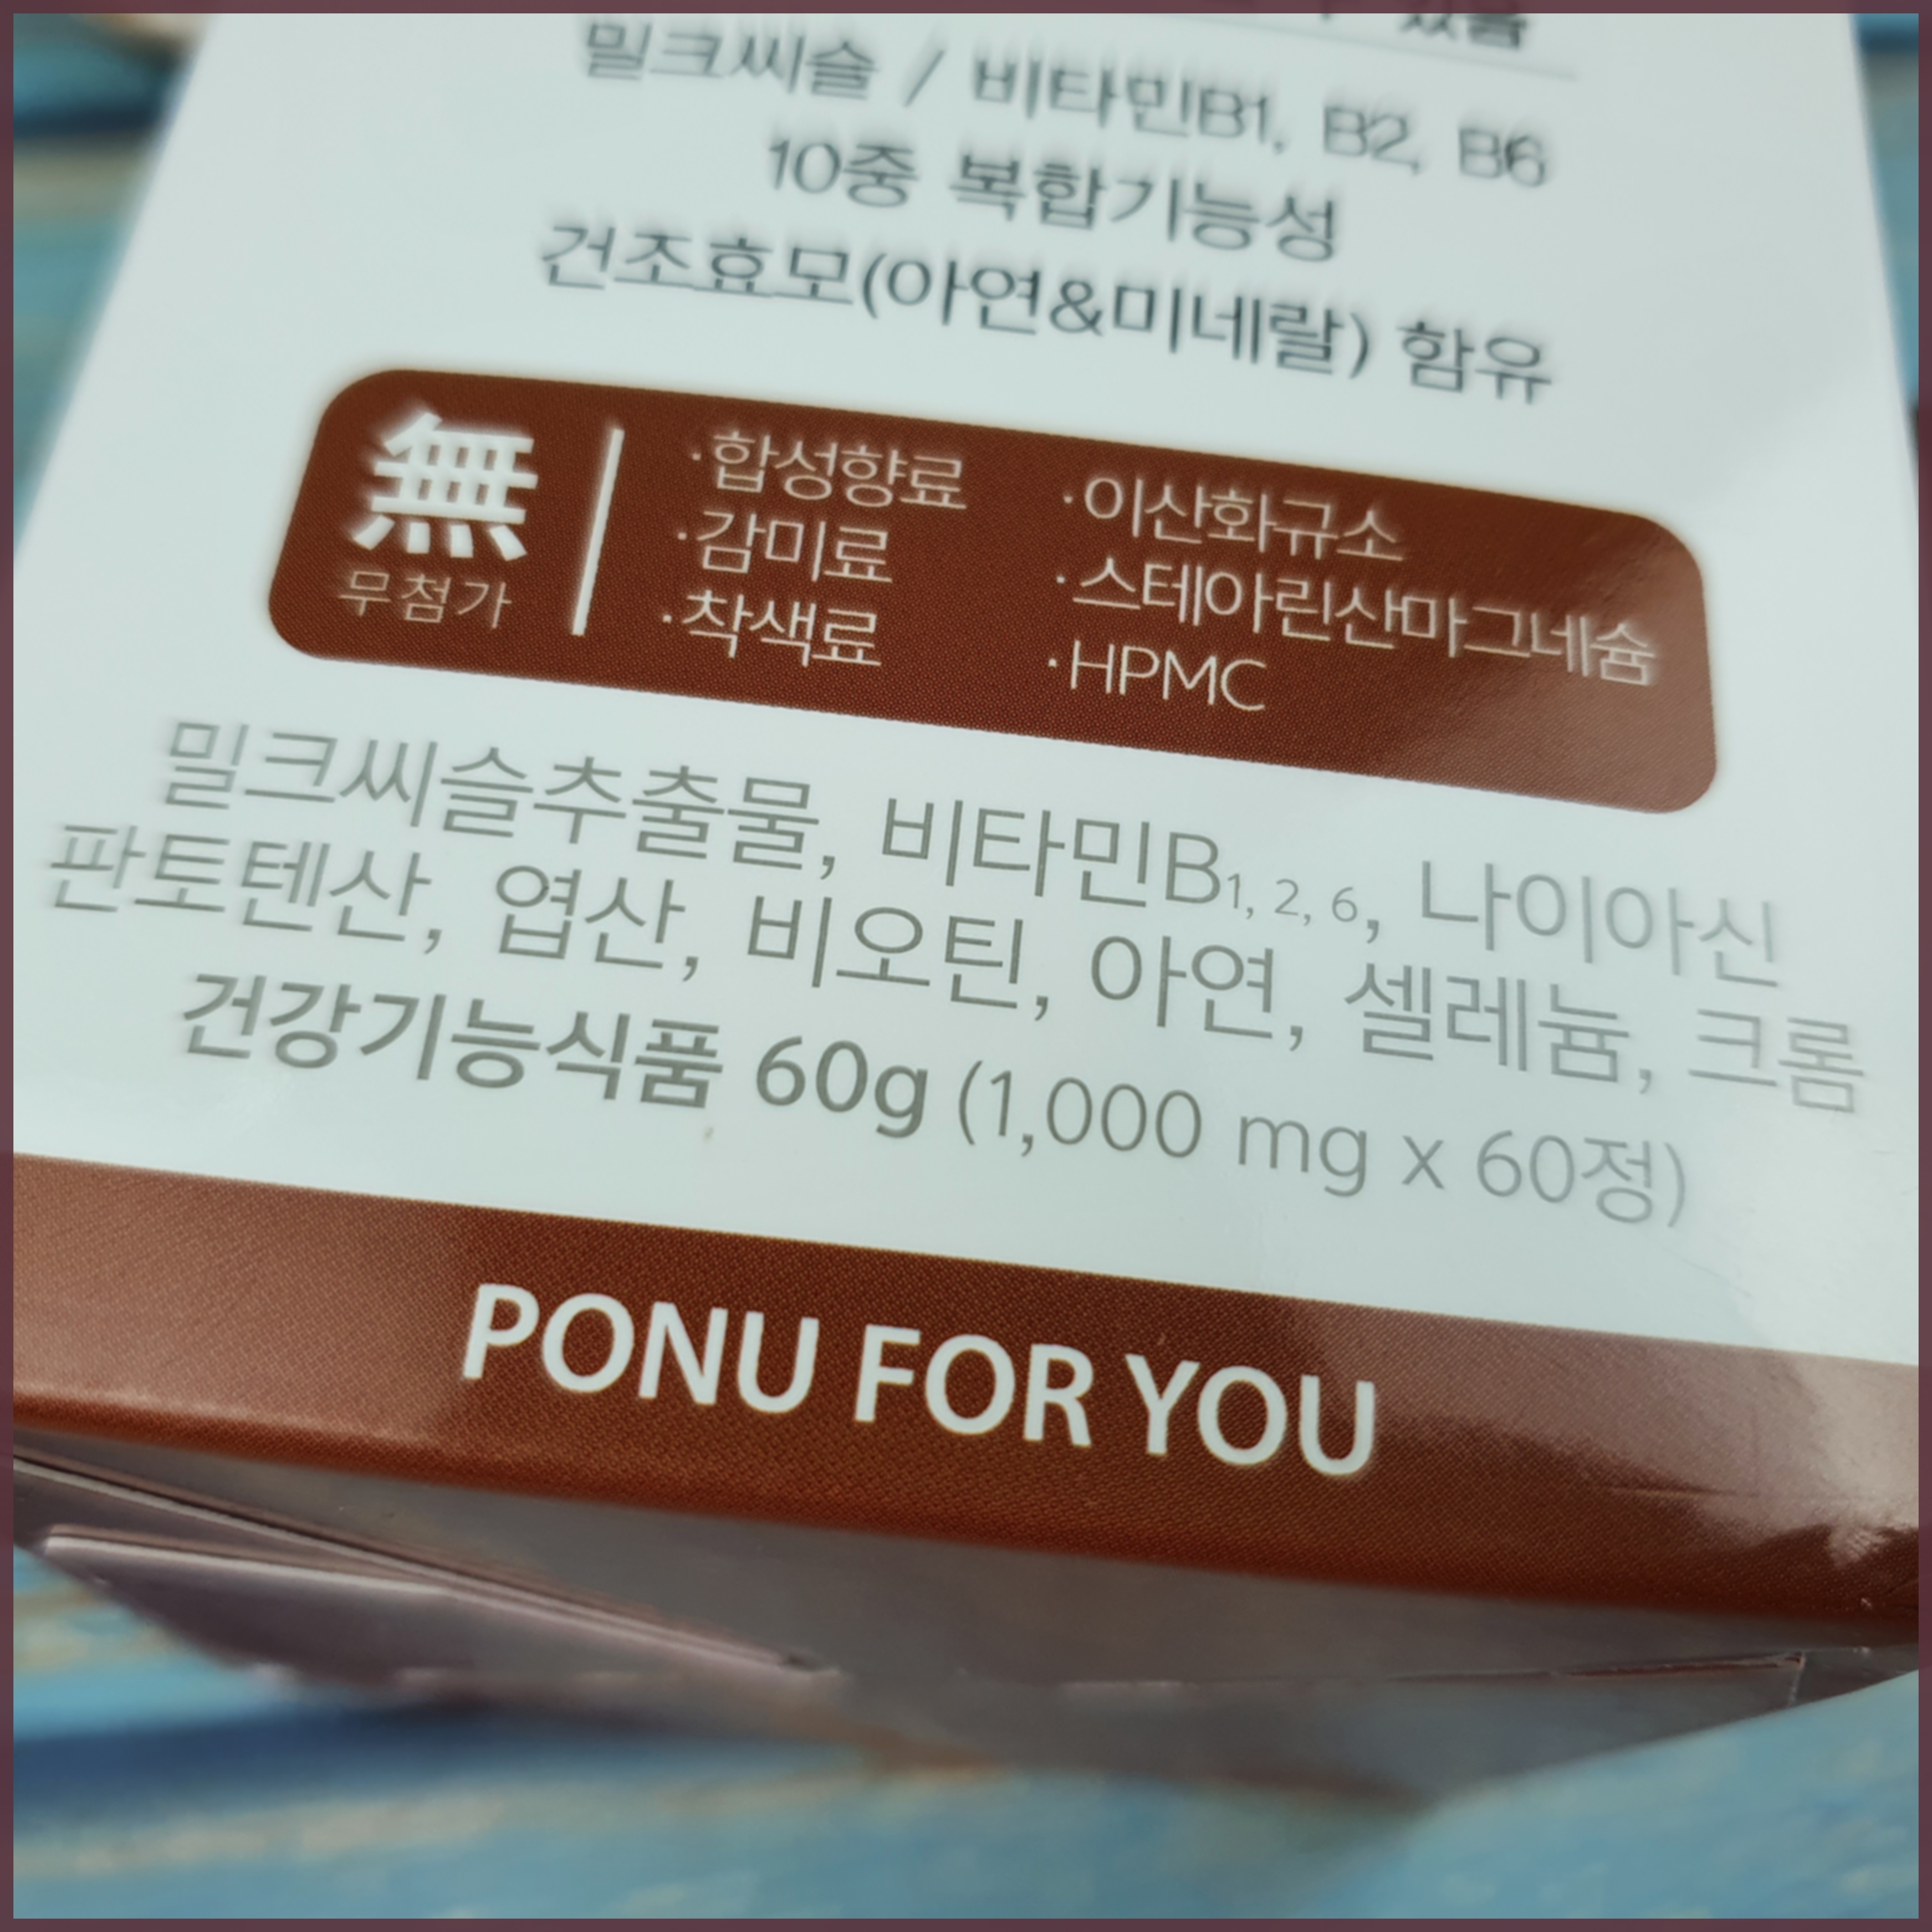 밀크씨슬 / 비타민B1, B2, B6
10중 복합기능성
건조효모(아연&미네랄) 함유
無
무첨가
·합성향료
·감미료
·착색료
·이산화규소
·스테아린산마그네슘
·HPMC
밀크씨슬추출물, 비타민B1, 2, 6, 나이아신
판토텐산, 엽산, 비오틴, 아연, 셀레늄, 크롬
건강기능식품 60g (1,000 mg x 60정)
PONU FOR YOU